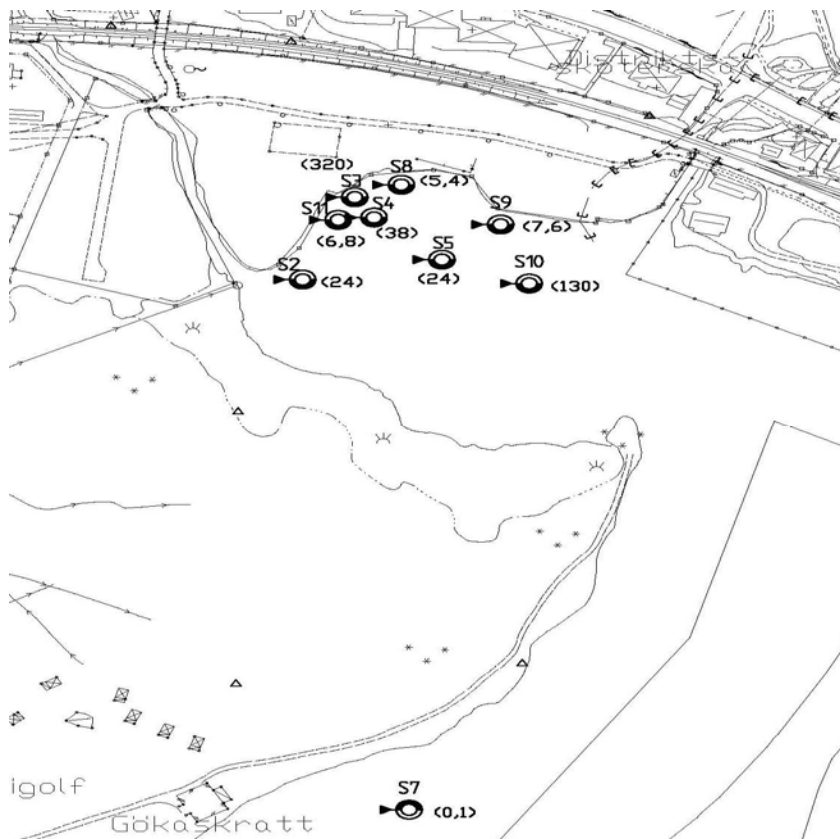 (320)
S8
S3
(5,4)
S11
S4
S9
(6,8)
(38)
(7,6)
S5
S10
S2
(24)
(24)
(130)
igolf
S7
(0,1)
Gökaskratt